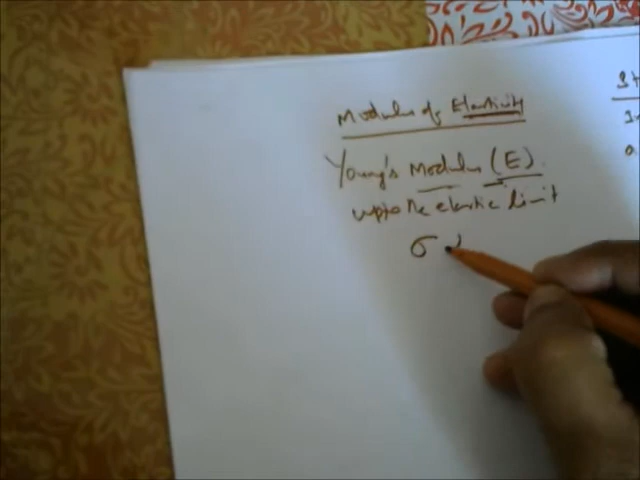 Modulus of Elasticity
Young's Modulus (E)
upto the elastic limit
σ